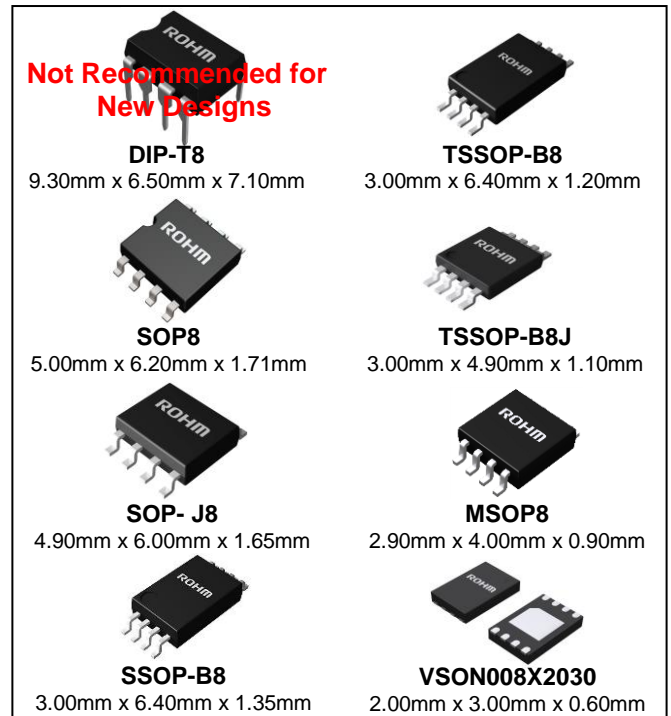 ROHM
Not Recommended for
New Designs
DIP-T8
9.30mm x 6.50mm x 7.10mm
ROHM
TSSOP-B8
3.00mm x 6.40mm x 1.20mm
ROHM
SOP8
5.00mm x 6.20mm x 1.71mm
ROHM
TSSOP-B8J
3.00mm x 4.90mm x 1.10mm
ROHM
SOP- J8
4.90mm x 6.00mm x 1.65mm
ROHM
MSOP8
2.90mm x 4.00mm x 0.90mm
ROHM
SSOP-B8
3.00mm x 6.40mm x 1.35mm
ROHM
VSON008X2030
2.00mm x 3.00mm x 0.60mm